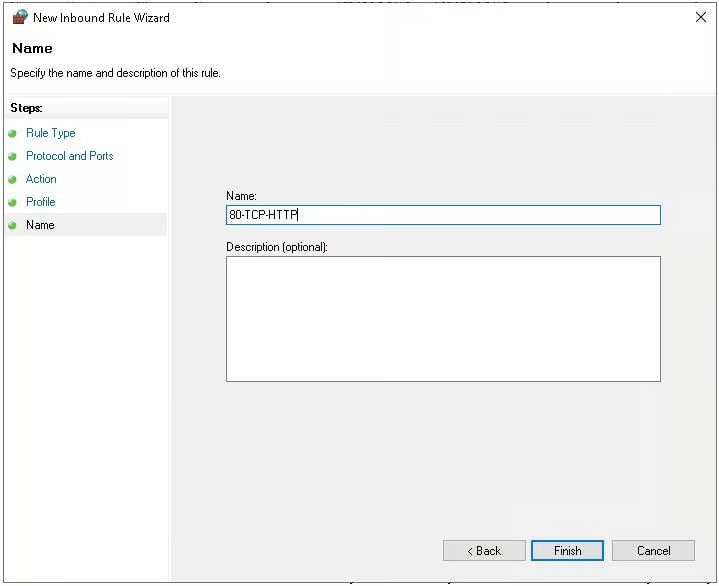 New Inbound Rule Wizard
Name
Specify the name and description of this rule.
Steps:
Rule Type
Protocol and Ports
Action
Profile
Name
Name:
80-TCP-HTTP
Description (optional):
< Back
Finish
Cancel